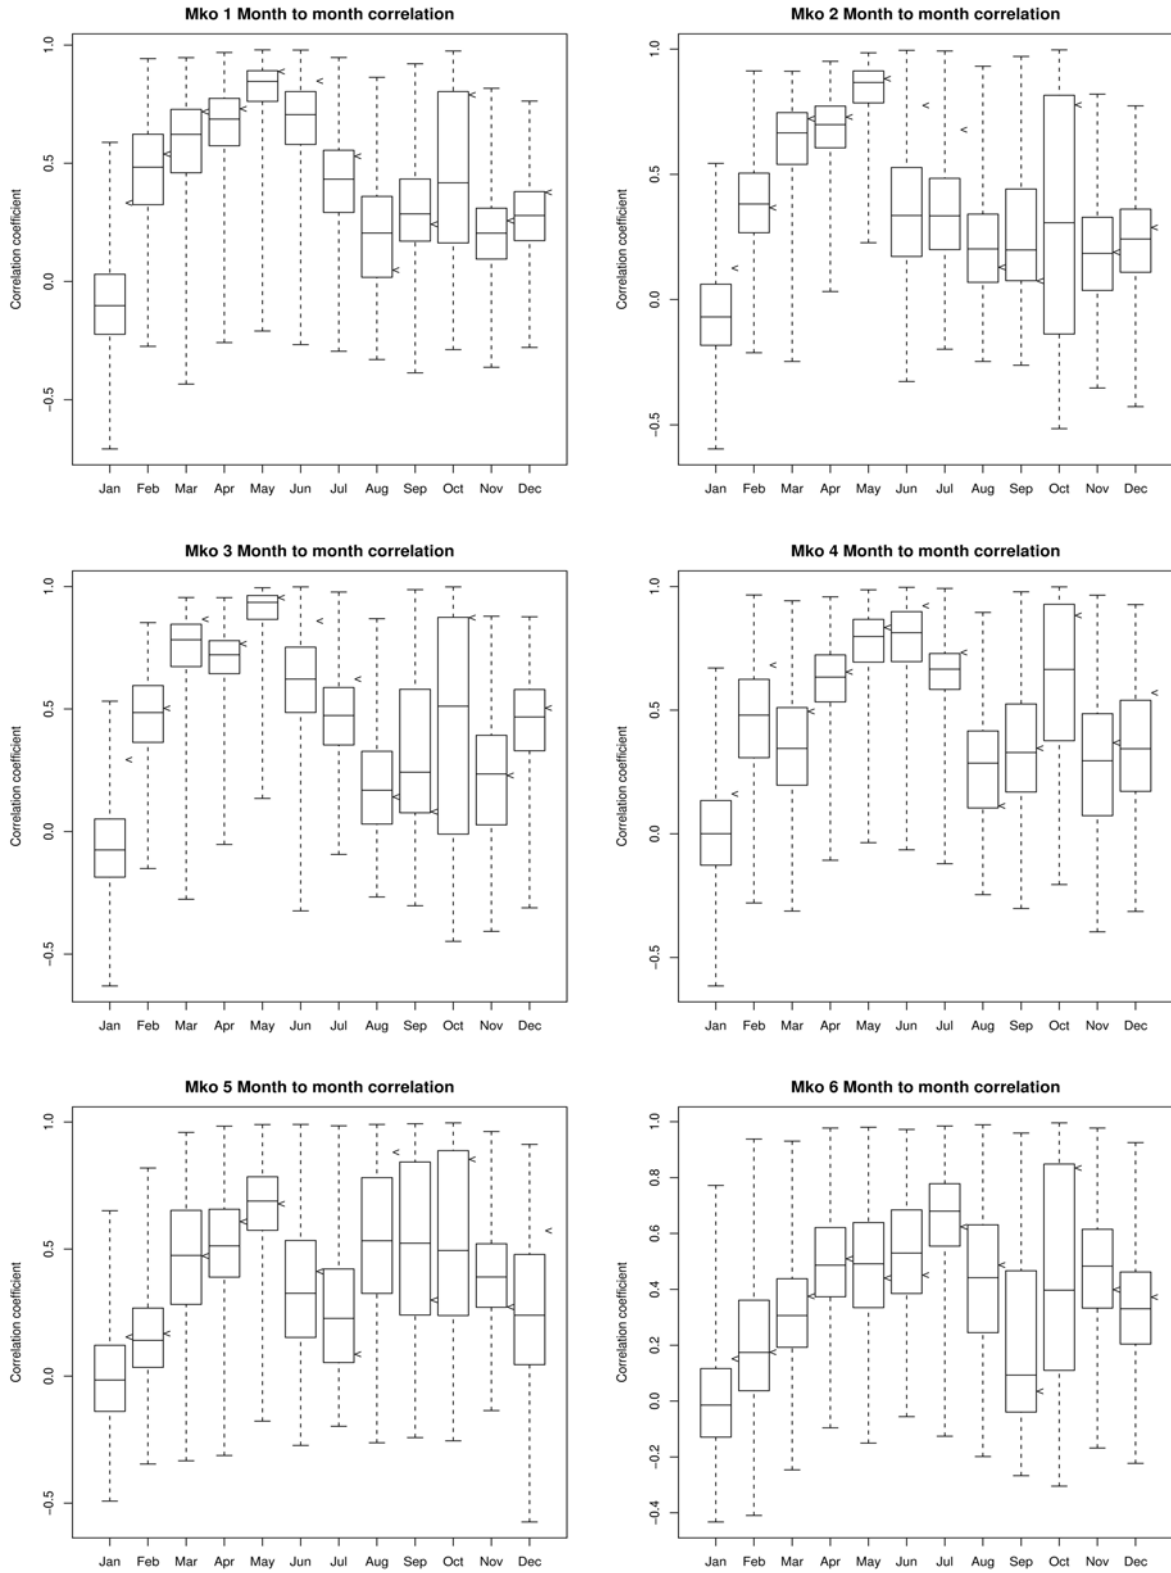 Mko 1 Month to month correlation
Correlation coefficient
1.0
0.5
0.0
−0.5
Jan Feb Mar Apr May Jun Jul Aug Sep Oct Nov Dec
Mko 2 Month to month correlation
Correlation coefficient
1.0
0.5
0.0
−0.5
Jan Feb Mar Apr May Jun Jul Aug Sep Oct Nov Dec
Mko 3 Month to month correlation
Correlation coefficient
1.0
0.5
0.0
−0.5
Jan Feb Mar Apr May Jun Jul Aug Sep Oct Nov Dec
Mko 4 Month to month correlation
Correlation coefficient
1.0
0.5
0.0
−0.5
Jan Feb Mar Apr May Jun Jul Aug Sep Oct Nov Dec
Mko 5 Month to month correlation
Correlation coefficient
1.0
0.5
0.0
−0.5
Jan Feb Mar Apr May Jun Jul Aug Sep Oct Nov Dec
Mko 6 Month to month correlation
Correlation coefficient
1.0
0.8
0.6
0.4
0.2
0.0
−0.2
−0.4
Jan Feb Mar Apr May Jun Jul Aug Sep Oct Nov Dec